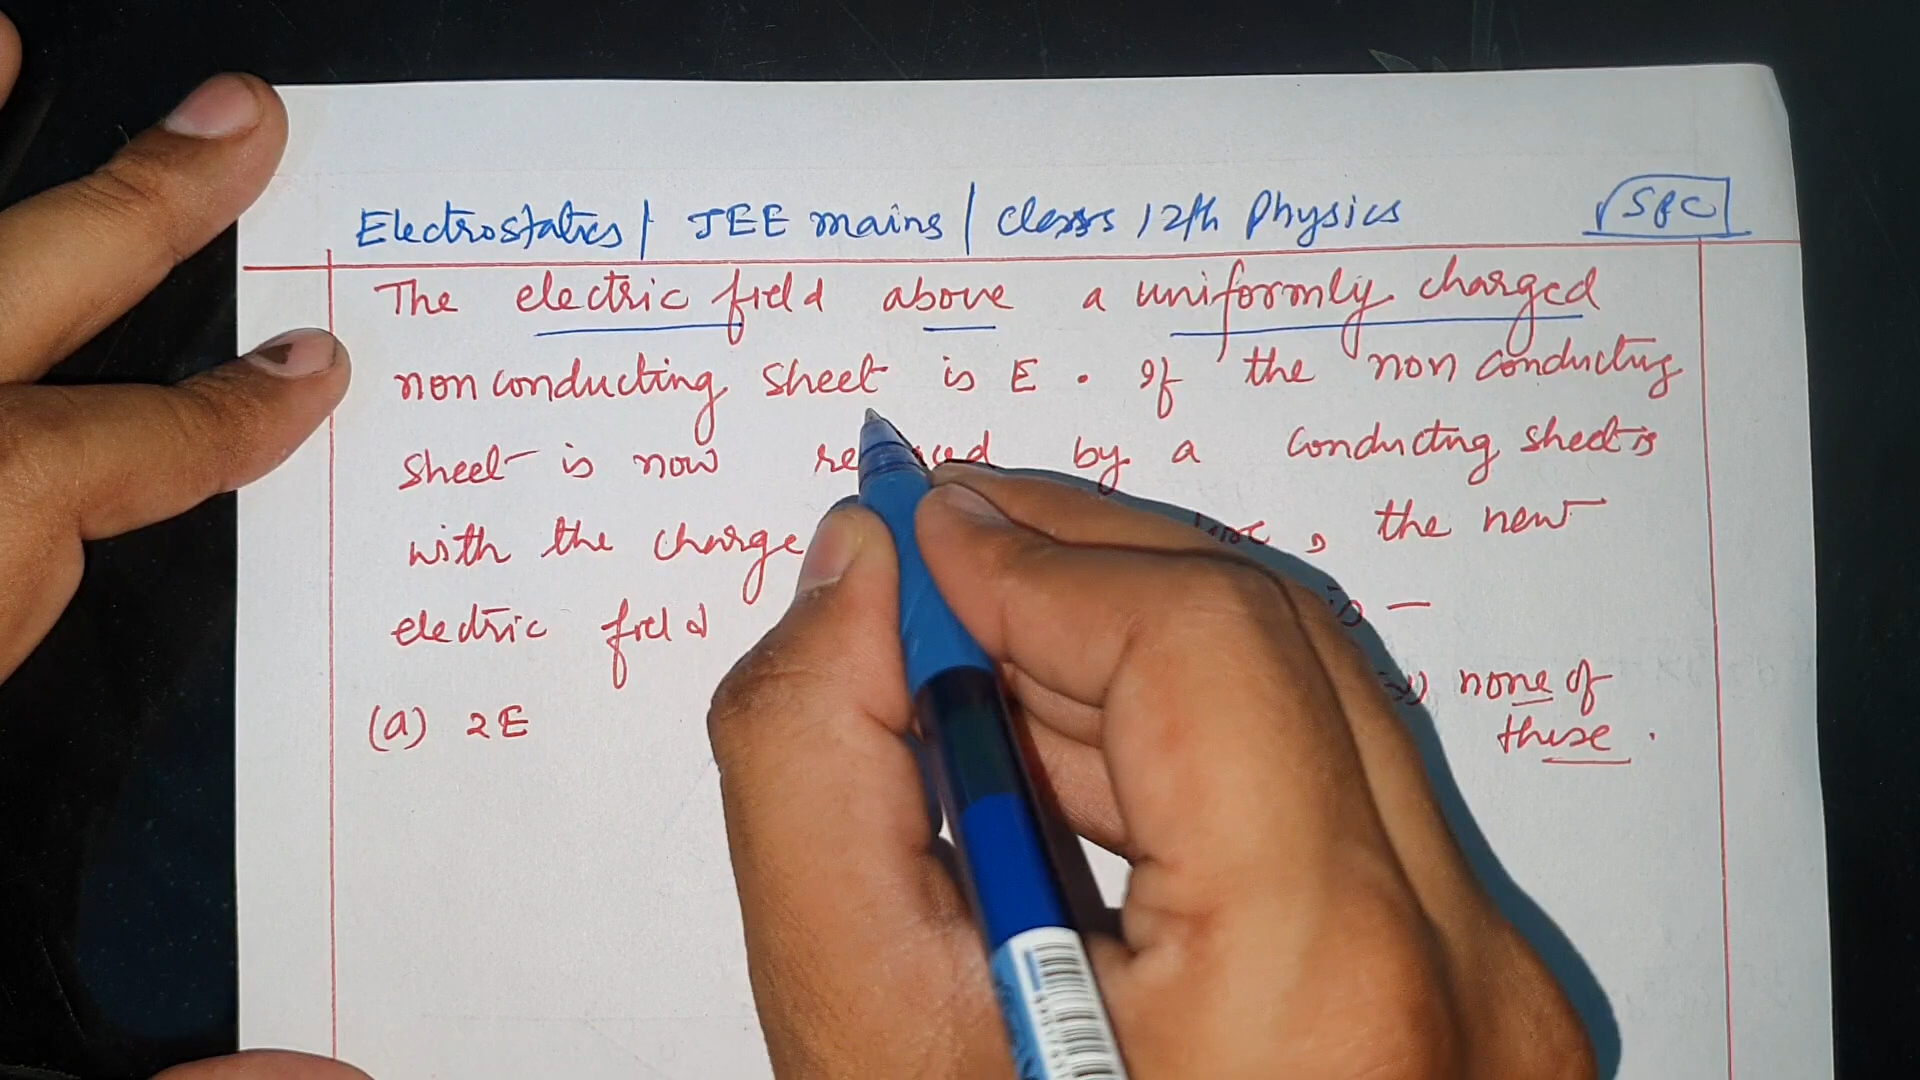 Electrostatics | JEE mains | Class 12th Physics
SPC
The electric field above a uniformly charged
non conducting sheet is E. If the non conducting
sheet is now by a conducting sheet is
with the charge , the new
electric field
(a) 2E
none of
these.